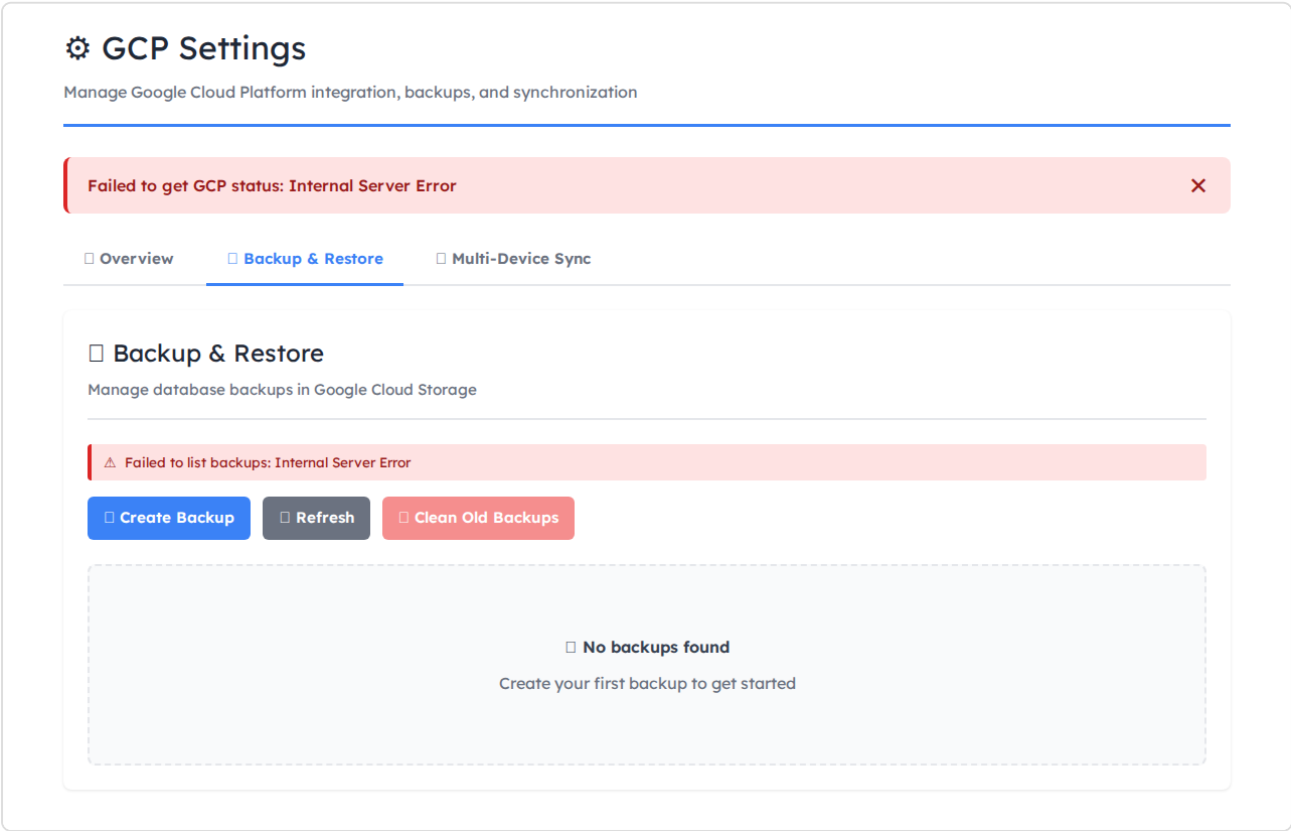 ⚙ GCP Settings
Manage Google Cloud Platform integration, backups, and synchronization
Failed to get GCP status: Internal Server Error ✕
Overview Backup & Restore Multi-Device Sync
Backup & Restore
Manage database backups in Google Cloud Storage
⚠ Failed to list backups: Internal Server Error
Create Backup Refresh Clean Old Backups
No backups found
Create your first backup to get started